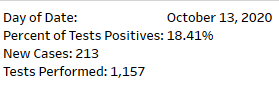 Day of Date: October 13, 2020
Percent of Tests Positives: 18.41%
New Cases: 213
Tests Performed: 1,157